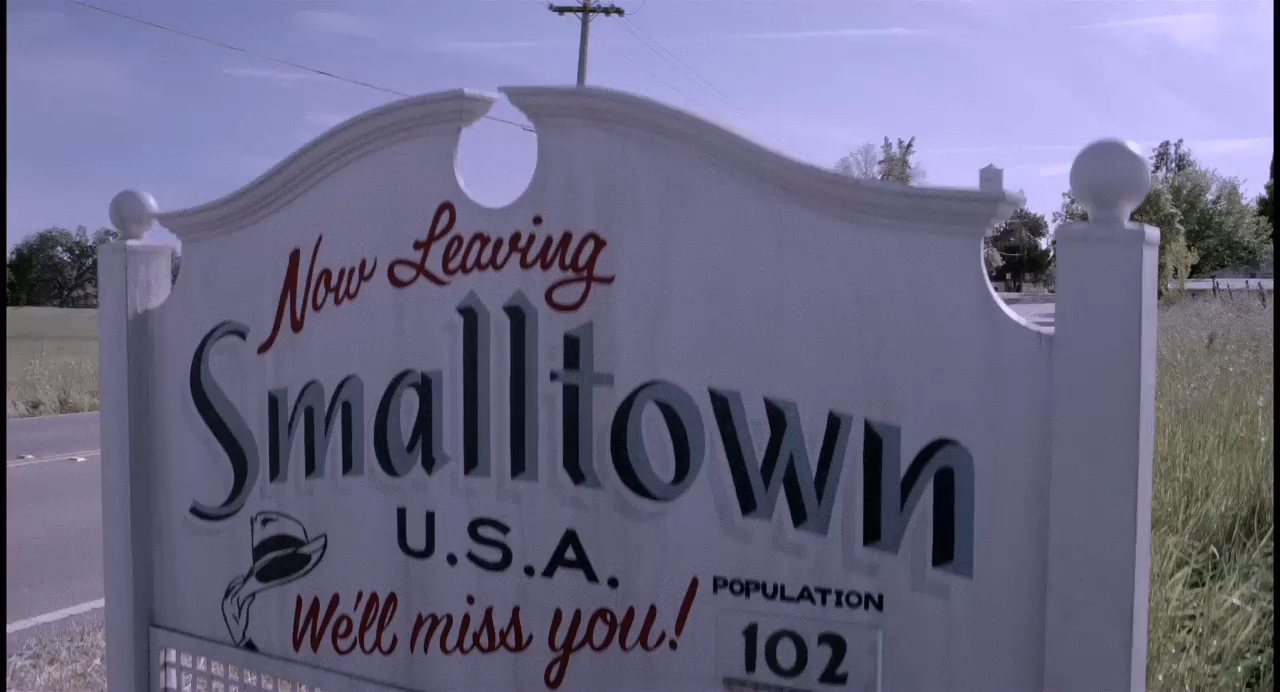 Now Leaving
Smalltown
U.S.A.
We'll miss you!
POPULATION
102